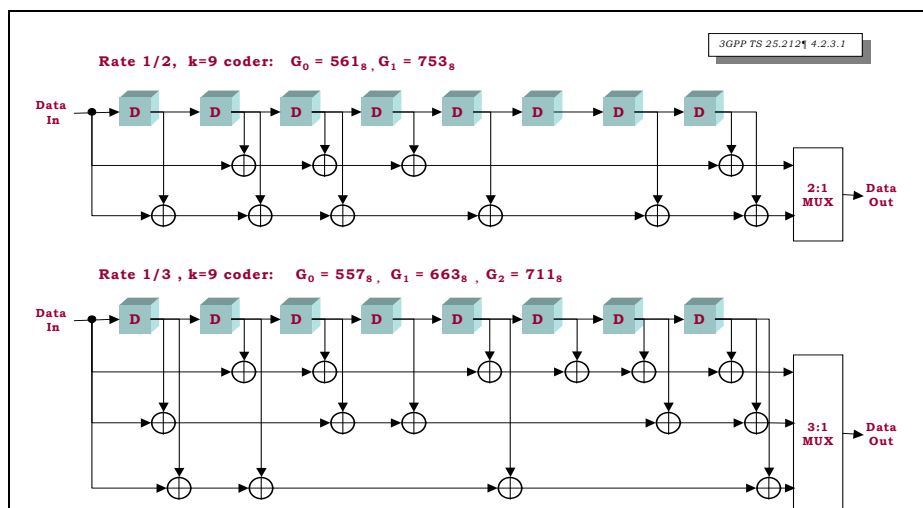 3GPP TS 25.212¶ 4.2.3.1
Rate 1/2, k=9 coder: G₀ = 561₈ , G₁ = 753₈
Data
In
D D D D D D D D
2:1
MUX
Data
Out
Rate 1/3 , k=9 coder: G₀ = 557₈ , G₁ = 663₈ , G₂ = 711₈
Data
In
D D D D D D D D
3:1
MUX
Data
Out